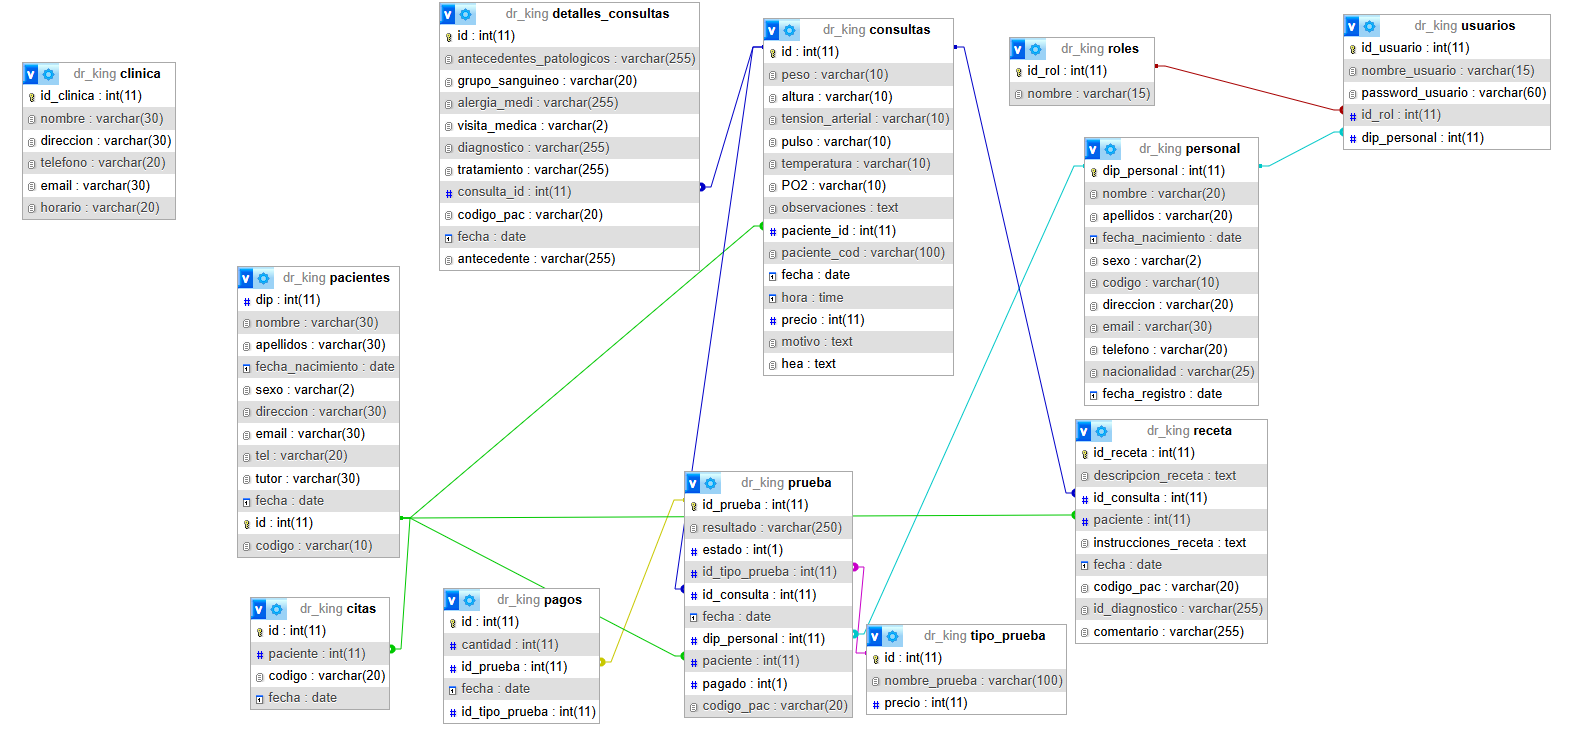 dr_king clinica
id_clinica : int(11)
nombre : varchar(30)
direccion : varchar(30)
telefono : varchar(20)
email : varchar(30)
horario : varchar(20)
dr_king detalles_consultas
id : int(11)
antecedentes_patologicos : varchar(255)
grupo_sanguineo : varchar(20)
alergia_medi : varchar(255)
visita_medica : varchar(2)
diagnostico : varchar(255)
tratamiento : varchar(255)
consulta_id : int(11)
codigo_pac : varchar(20)
fecha : date
antecedente : varchar(255)
dr_king consultas
id : int(11)
peso : varchar(10)
altura : varchar(10)
tension_arterial : varchar(10)
pulso : varchar(10)
temperatura : varchar(10)
PO2 : varchar(10)
observaciones : text
paciente_id : int(11)
paciente_cod : varchar(100)
fecha : date
hora : time
precio : int(11)
motivo : text
hea : text
dr_king roles
id_rol : int(11)
nombre : varchar(15)
dr_king usuarios
id_usuario : int(11)
nombre_usuario : varchar(15)
password_usuario : varchar(60)
id_rol : int(11)
dip_personal : int(11)
dr_king personal
dip_personal : int(11)
nombre : varchar(20)
apellidos : varchar(20)
fecha_nacimiento : date
sexo : varchar(2)
codigo : varchar(10)
direccion : varchar(20)
email : varchar(30)
telefono : varchar(20)
nacionalidad : varchar(25)
fecha_registro : date
dr_king pacientes
dip : int(11)
nombre : varchar(30)
apellidos : varchar(30)
fecha_nacimiento : date
sexo : varchar(2)
direccion : varchar(30)
email : varchar(30)
tel : varchar(20)
tutor : varchar(30)
fecha : date
id : int(11)
codigo : varchar(10)
dr_king receta
id_receta : int(11)
descripcion_receta : text
id_consulta : int(11)
paciente : int(11)
instrucciones_receta : text
fecha : date
codigo_pac : varchar(20)
id_diagnostico : varchar(255)
comentario : varchar(255)
dr_king prueba
id_prueba : int(11)
resultado : varchar(250)
estado : int(1)
id_tipo_prueba : int(11)
id_consulta : int(11)
fecha : date
dip_personal : int(11)
paciente : int(11)
pagado : int(1)
codigo_pac : varchar(20)
dr_king citas
id : int(11)
paciente : int(11)
codigo : varchar(20)
fecha : date
dr_king pagos
id : int(11)
cantidad : int(11)
id_prueba : int(11)
fecha : date
id_tipo_prueba : int(11)
dr_king tipo_prueba
id : int(11)
nombre_prueba : varchar(100)
precio : int(11)